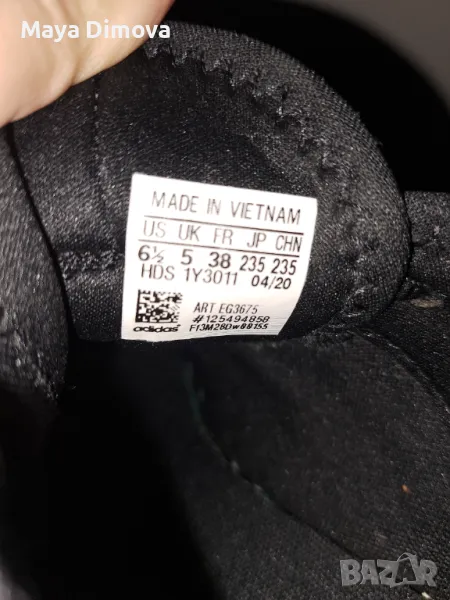 Maya Dimova
MADE IN VIETNAM
US UK FR JP CHN
6½ 5 38 235 235
HDS 1Y3011 04/20
ART EG3675
#125494858
adidas FI3M28Dw08155
BAZAR